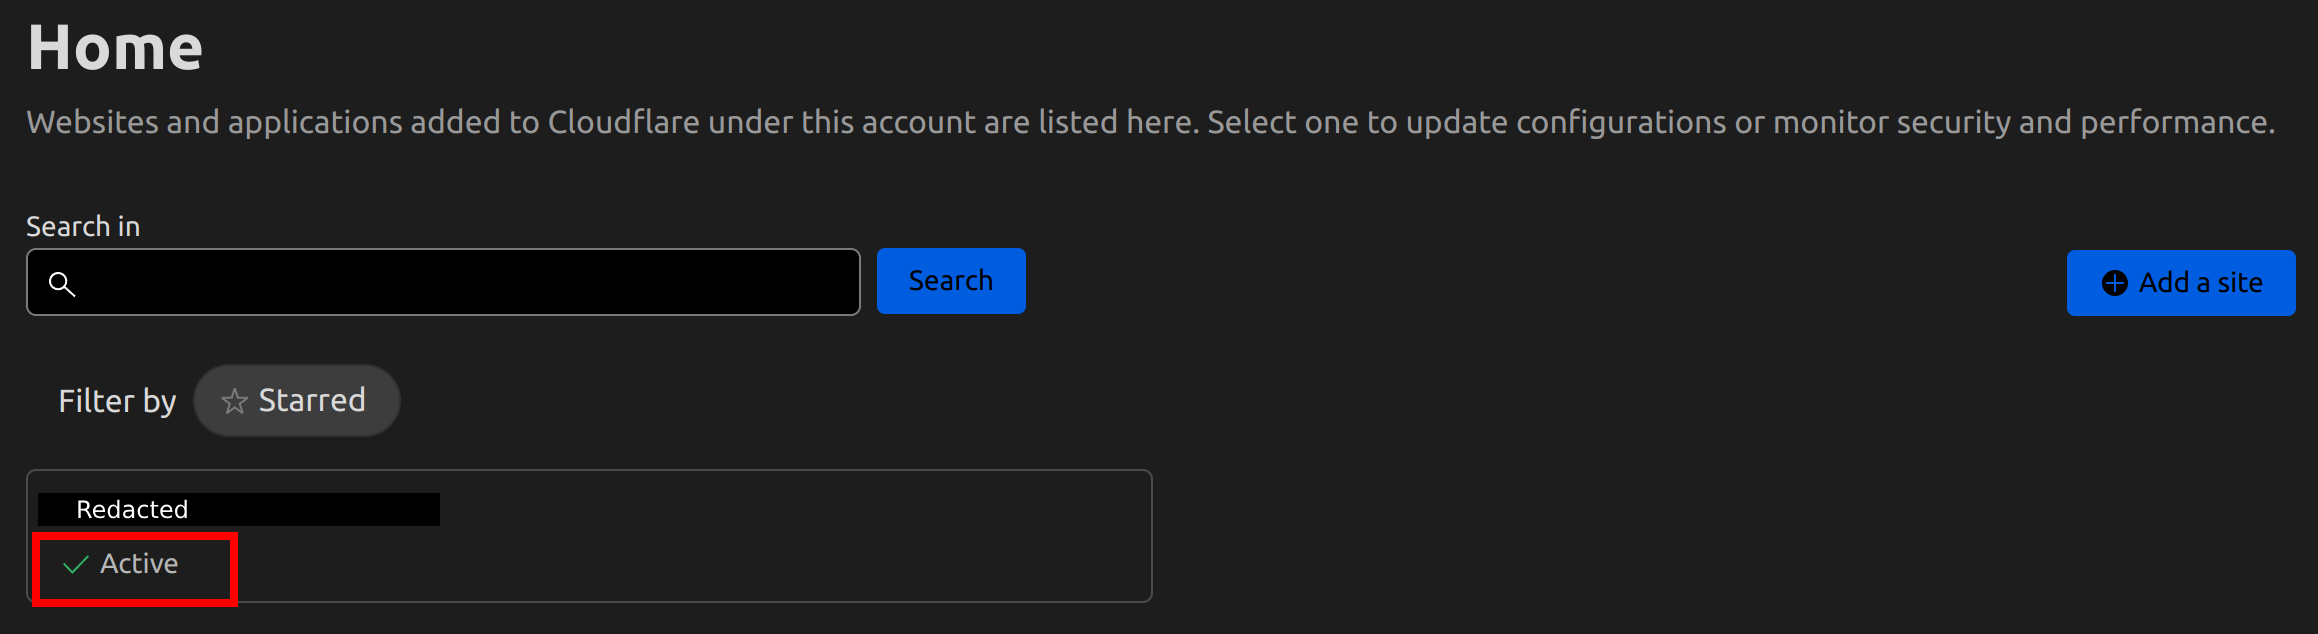 Home
Websites and applications added to Cloudflare under this account are listed here. Select one to update configurations or monitor security and performance.
Search in
Search
Add a site
Filter by Starred
Redacted
Active